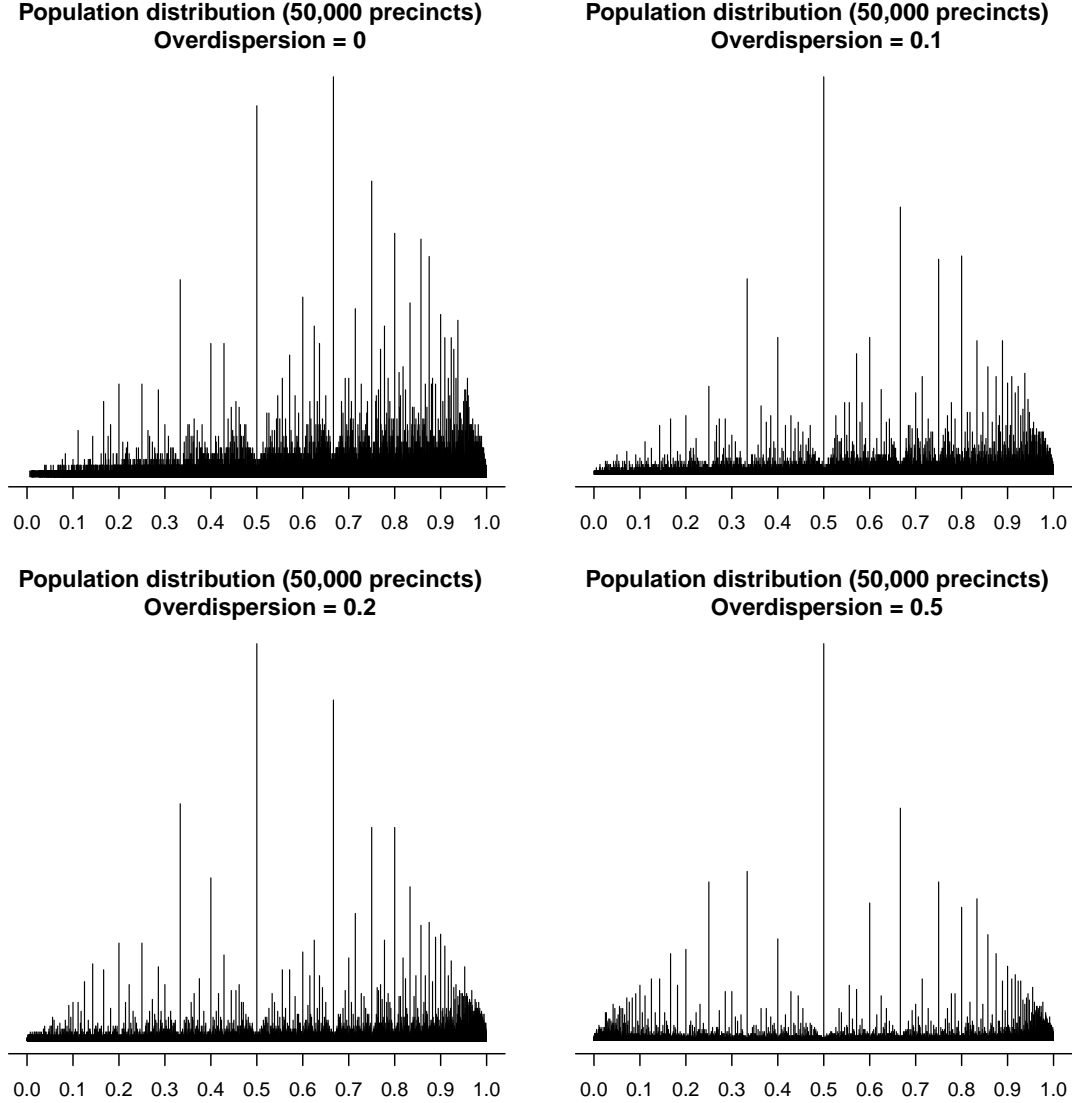 Population distribution (50,000 precincts)
Overdispersion = 0
0.0 0.1 0.2 0.3 0.4 0.5 0.6 0.7 0.8 0.9 1.0
Population distribution (50,000 precincts)
Overdispersion = 0.1
0.0 0.1 0.2 0.3 0.4 0.5 0.6 0.7 0.8 0.9 1.0
Population distribution (50,000 precincts)
Overdispersion = 0.2
0.0 0.1 0.2 0.3 0.4 0.5 0.6 0.7 0.8 0.9 1.0
Population distribution (50,000 precincts)
Overdispersion = 0.5
0.0 0.1 0.2 0.3 0.4 0.5 0.6 0.7 0.8 0.9 1.0